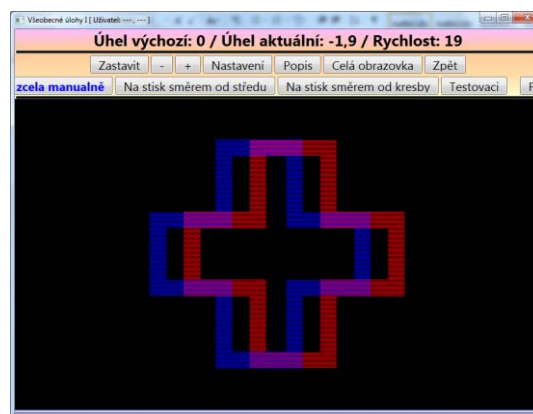 Všeobecné úlohy I [ Uživatel: --- , --- ]
Úhel výchozí: 0 / Úhel aktuální: -1,9 / Rychlost: 19
Zastavit - + Nastavení Popis Celá obrazovka Zpět
zcela manualně Na stisk směrem od středu Na stisk směrem od kresby Testovaci